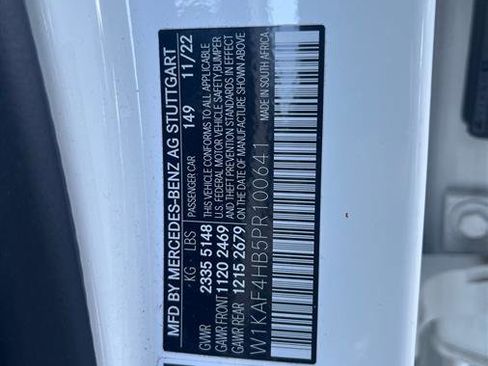 MFD BY MERCEDES-BENZ AG STUTTGART
PASSENGER CAR 149 11/22
KG LBS
GVWR 2335 5148
GAWR FRONT 1120 2469
GAWR REAR 1215 2679
THIS VEHICLE CONFORMS TO ALL APPLICABLE
U.S. FEDERAL MOTOR VEHICLE SAFETY,BUMPER
AND THEFT PREVENTION STANDARDS IN EFFECT
ON THE DATE OF MANUFACTURE SHOWN ABOVE.
W1KAF4HB5PR100641
MADE IN SOUTH AFRICA